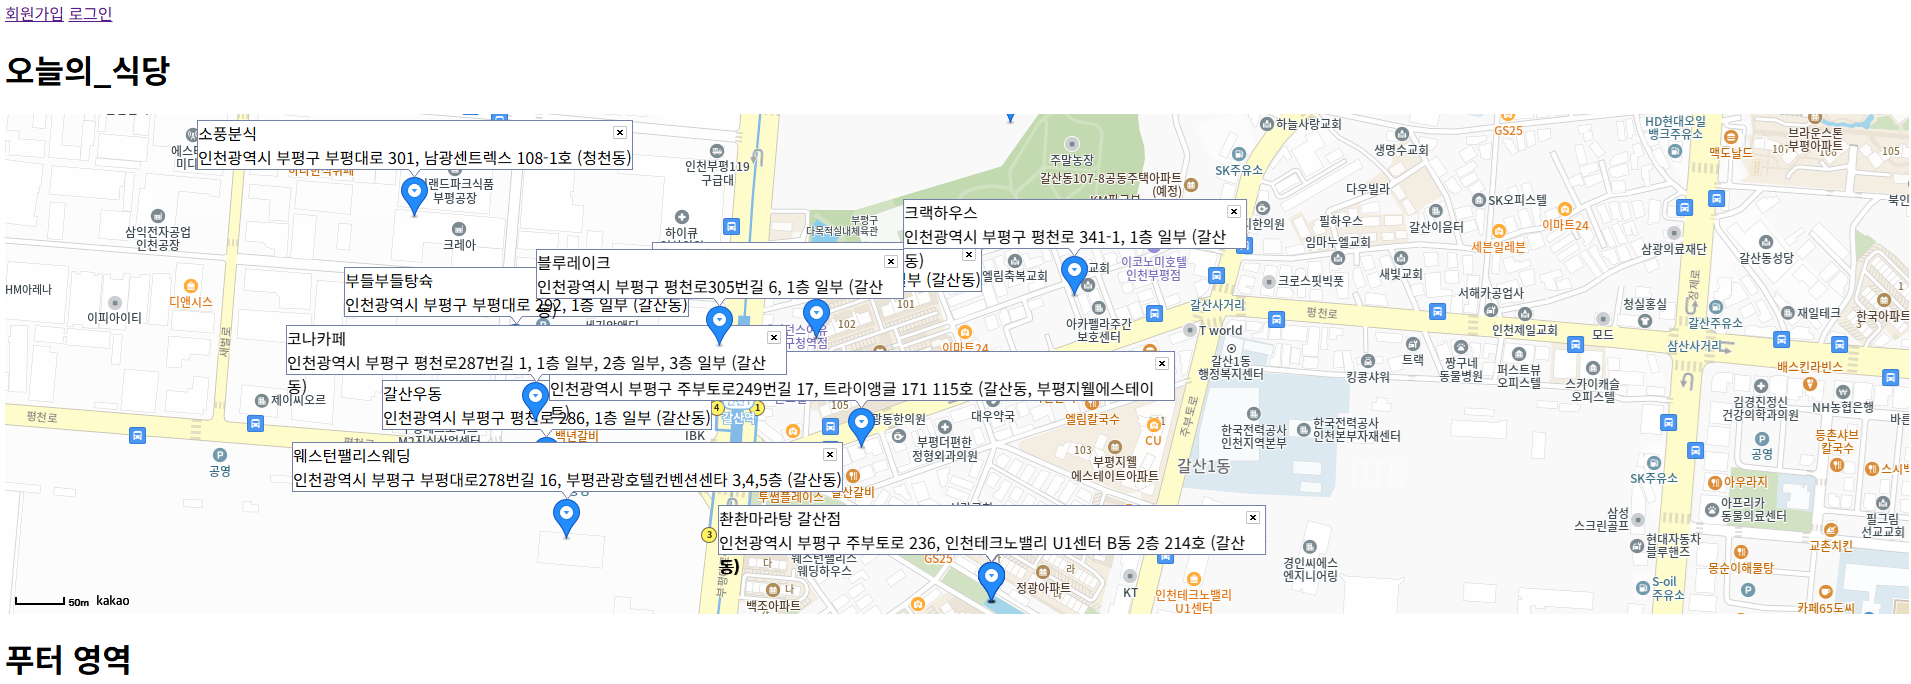 회원가입 로그인
오늘의_식당
소풍분식
인천광역시 부평구 부평대로 301, 남광센트렉스 108-1호 (청천동)
인천부평119
구급대
주말농장
갈산동107-8공동주택아파트
(예정)
하늘사랑교회
생명수교회
GS25
SK주유소
HD현대오일
뱅크주유소
맥도날드
브라운스톤
부평아파트
105
랜드파크식품
부평공장
삼익전자공업
인천공장
크레아
하이큐
부평구
다목적실내체육관
크랙하우스
인천광역시 부평구 평천로 341-1, 1층 일부 (갈산
동)
다우빌라
필하우스
임마누엘교회
갈산이음터
SK오피스텔
이마트24
세븐일레븐
삼광의료재단
갈산동성당
HM아레나
이피아이티
디앤시스
새벌로
부들부들탕슉
인천광역시 부평구 부평대로 292, 1층 일부 (갈산동)
블루레이크
인천광역시 부평구 평천로305번길 6, 1층 일부 (갈산
동)
부 (갈산동)
엘림축복교회
이코노미호텔
인천부평점
크로스핏빅풋
새빛교회
서해카공업사
인천제일교회
청실홍실
모드
장제로
갈산주유소
재일테크
한국아파트
갈산사거리
평천로
삼산사거리
101
102
이마트24
아카펠라주간
보호센터
T world
갈산1동
행정복지센터
트랙
킹콩샤워
짱구네
동물병원
퍼스트뷰
오피스텔
스카이캐슬
오피스텔
배스킨라빈스
코나카페
인천광역시 부평구 평천로287번길 1, 1층 일부, 2층 일부, 3층 일부 (갈산
동)
인천광역시 부평구 주부토로249번길 17, 트라이앵글 171 115호 (갈산동, 부평지웰에스테이
트)
제이씨오르
갈산우동
인천광역시 부평구 평천로 286, 1층 일부 (갈산동)
평천로
4
1
갈산역
105
광동한의원
대우약국
부평더편한
정형외과의원
엘림칼국수
CU
주부토로
한국전력공사
인천지역본부
한국전력공사
인천본부자재센터
김경진정신
건강의학과의원
NH농협은행
공영
등촌샤브
칼국수
백년갈비
IBK
공영
웨스턴팰리스웨딩
인천광역시 부평구 부평대로278번길 16, 부평관광호텔컨벤션센타 3,4,5층 (갈산동)
투썸플레이스
103
부평지웰
에스테이트아파트
갈산1동
SK주유소
아우라지
아프리카
동물의료센터
필그림
선교교회
3
촨촨마라탕 갈산점
인천광역시 부평구 주부토로 236, 인천테크노밸리 U1센터 B동 2층 214호 (갈산
동)
삼성
스크린골프
현대자동차
블루핸즈
교촌치킨
웨스턴팰리스
웨딩하우스
GS25
다
라
나
나
백조아파트
정광아파트
KT
인천테크노밸리
U1센터
경인씨에스
엔지니어링
몽순이해물탕
S-oil
주유소
카페65도씨
50m kakao
푸터 영역